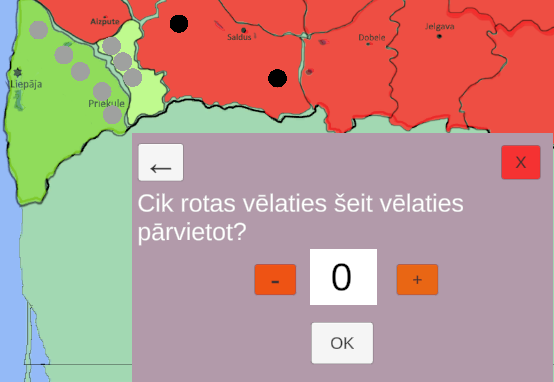 Aizpute
Saldus
Dobele
Jelgava
Liepāja
Priekule
←
X
Cik rotas vēlaties šeit vēlaties
pārvietot?
- 0 +
OK